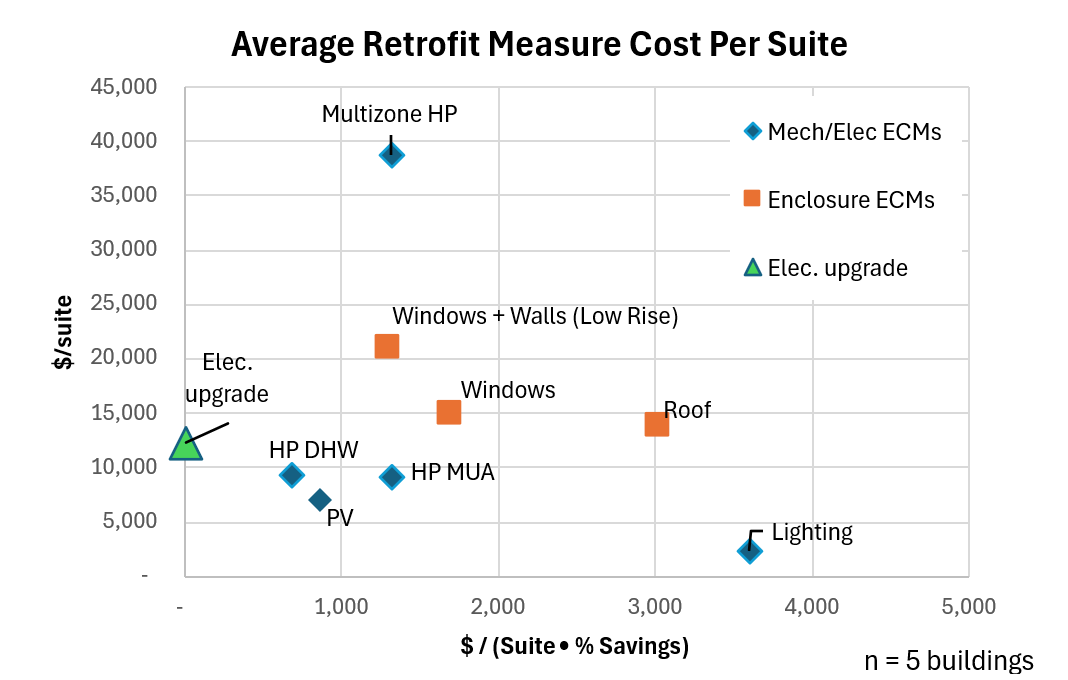 Average Retrofit Measure Cost Per Suite
45,000
Multizone HP
Mech/Elec ECMs
40,000
35,000
Enclosure ECMs
30,000
Elec. upgrade
25,000
Windows + Walls (Low Rise)
$/suite
20,000
Elec.
upgrade
Windows
15,000
Roof
10,000
HP DHW
HP MUA
PV
5,000
Lighting
-
- 1,000 2,000 3,000 4,000 5,000
$ / (Suite • % Savings)
n = 5 buildings